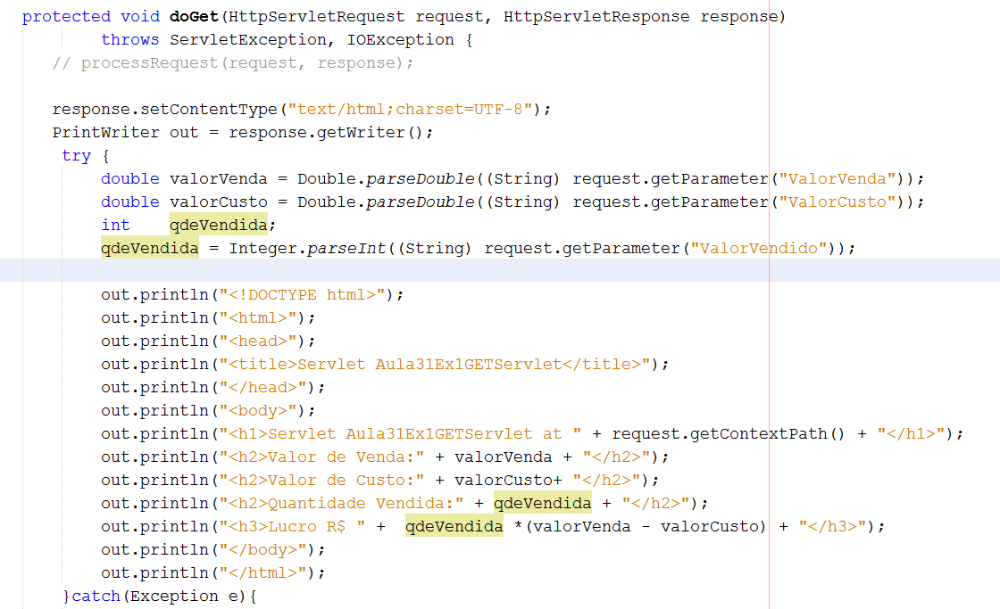 protected void doGet(HttpServletRequest request, HttpServletResponse response)
        throws ServletException, IOException {
   // processRequest(request, response);

   response.setContentType("text/html;charset=UTF-8");
   PrintWriter out = response.getWriter();
    try {
        double valorVenda = Double.parseDouble((String) request.getParameter("ValorVenda"));
        double valorCusto = Double.parseDouble((String) request.getParameter("ValorCusto"));
        int    qdeVendida;
        qdeVendida = Integer.parseInt((String) request.getParameter("ValorVendido"));

        out.println("<!DOCTYPE html>");
        out.println("<html>");
        out.println("<head>");
        out.println("<title>Servlet Aula31Ex1GETServlet</title>");
        out.println("</head>");
        out.println("<body>");
        out.println("<h1>Servlet Aula31Ex1GETServlet at " + request.getContextPath() + "</h1>");
        out.println("<h2>Valor de Venda:" + valorVenda + "</h2>");
        out.println("<h2>Valor de Custo:" + valorCusto+ "</h2>");
        out.println("<h2>Quantidade Vendida:" + qdeVendida + "</h2>");
        out.println("<h3>Lucro R$ " +  qdeVendida *(valorVenda - valorCusto) + "</h3>");
        out.println("</body>");
        out.println("</html>");
    }catch(Exception e){